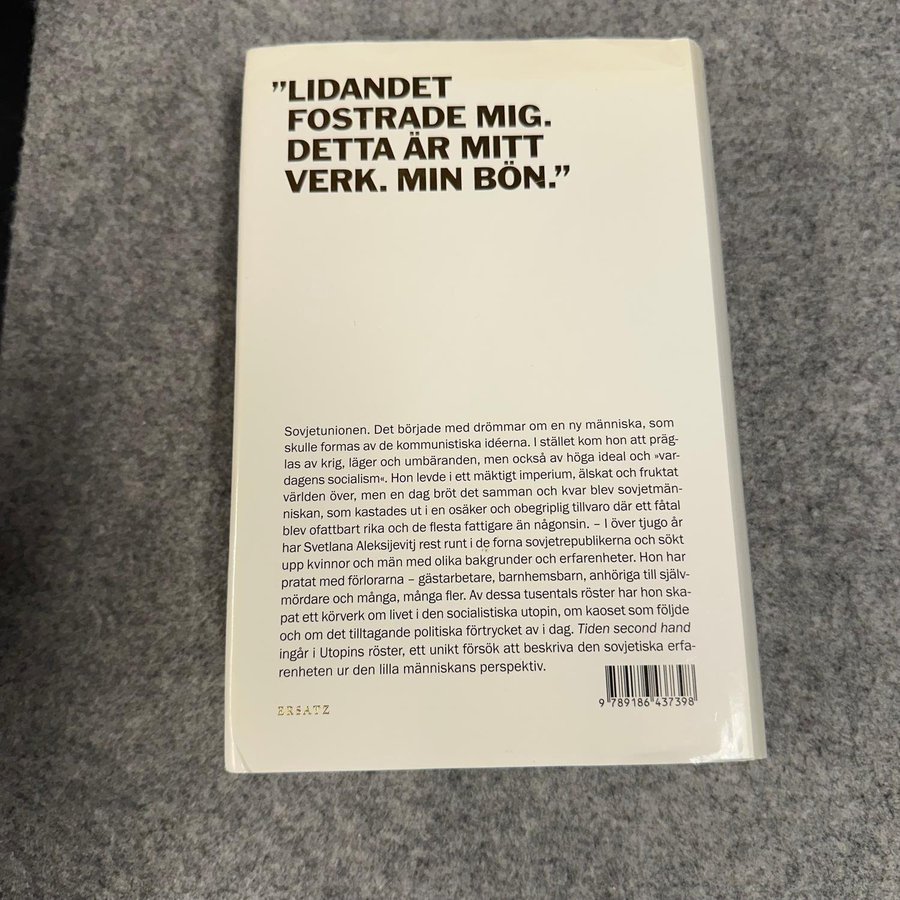 ”LIDANDET
FOSTRADE MIG.
DETTA ÄR MITT
VERK. MIN BÖN.”
Sovjetunionen. Det började med drömmar om en ny människa, som
skulle formas av de kommunistiska idéerna. I stället kom hon att präg-
las av krig, läger och umbäranden, men också av höga ideal och »var-
dagens socialism«. Hon levde i ett mäktigt imperium, älskat och fruktat
världen över, men en dag bröt det samman och kvar blev sovjetmän-
niskan, som kastades ut i en osäker och obegriplig tillvaro där ett fåtal
blev ofattbart rika och de flesta fattigare än någonsin. – I över tjugo år
har Svetlana Aleksijevitj rest runt i de forna sovjetrepublikerna och sökt
upp kvinnor och män med olika bakgrunder och erfarenheter. Hon har
pratat med förlorarna – gästarbetare, barnhemsbarn, anhöriga till själv-
mördare och många, många fler. Av dessa tusentals röster har hon ska-
pat ett körverk om livet i den socialistiska utopin, om kaoset som följde
och om det tilltagande politiska förtrycket av i dag. Tiden second hand
ingår i Utopins röster, ett unikt försök att beskriva den sovjetiska erfa-
renheten ur den lilla människans perspektiv.
9 789186 437398
ERSATZ